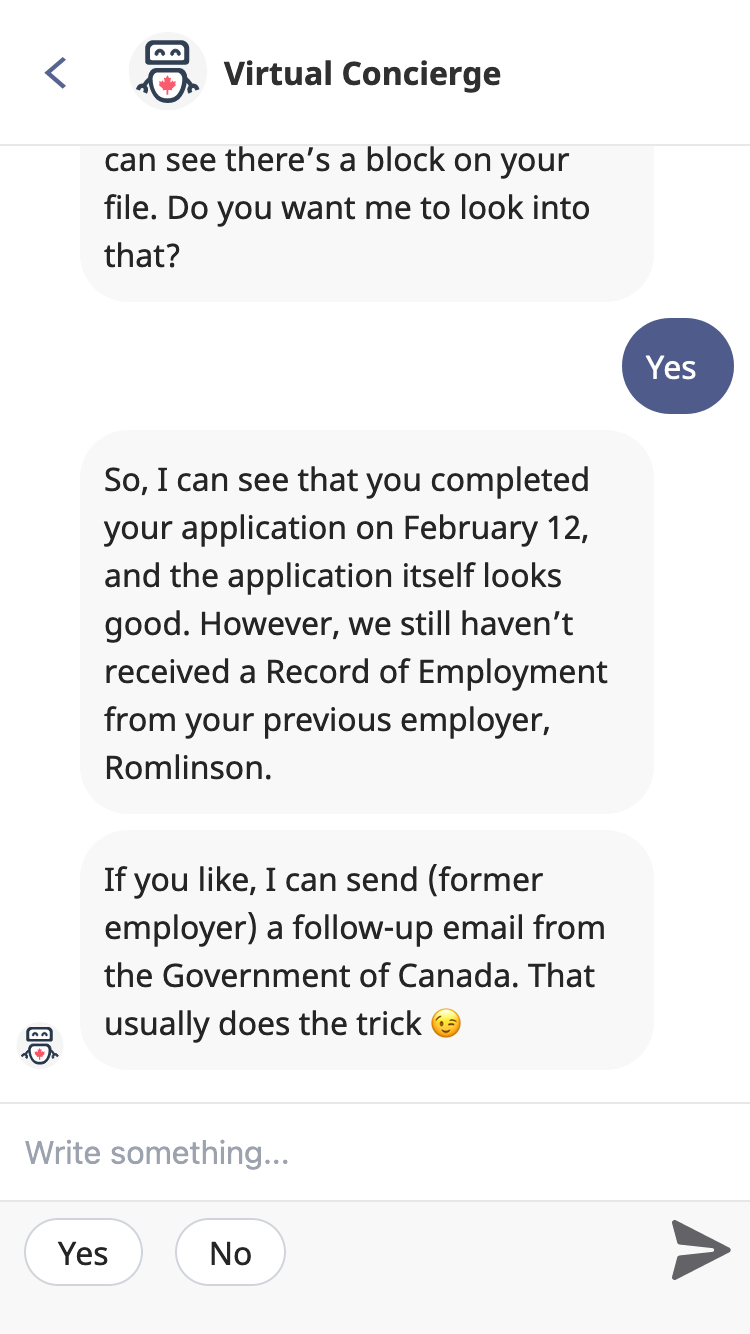 Virtual Concierge
can see there’s a block on your
file. Do you want me to look into
that?
Yes
So, I can see that you completed
your application on February 12,
and the application itself looks
good. However, we still haven’t
received a Record of Employment
from your previous employer,
Romlinson.
If you like, I can send (former
employer) a follow-up email from
the Government of Canada. That
usually does the trick 😉
Write something...
Yes No